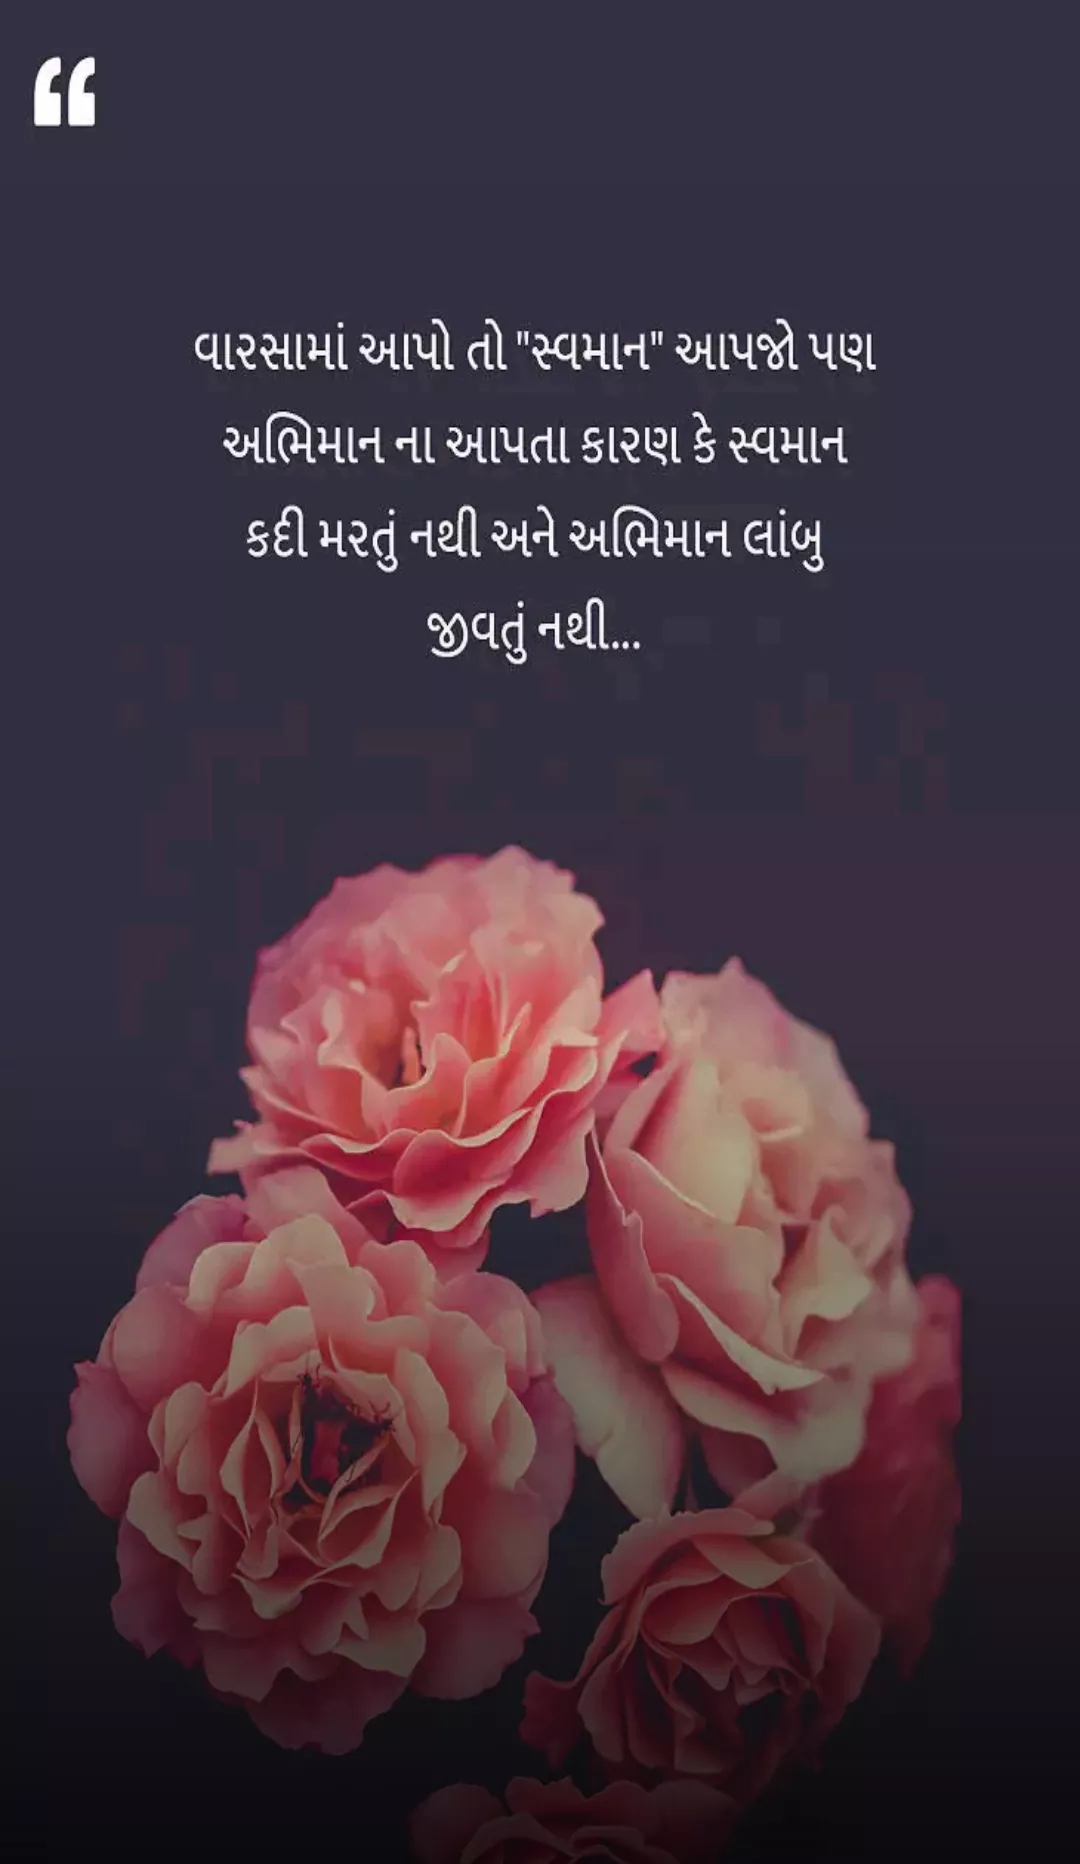 “
વારસામાં આપો તો "સ્વમાન" આપજો પણ
અભિમાન ના આપતા કારણ કે સ્વમાન
કદી મરતું નથી અને અભિમાન લાંબુ
જીવતું નથી...